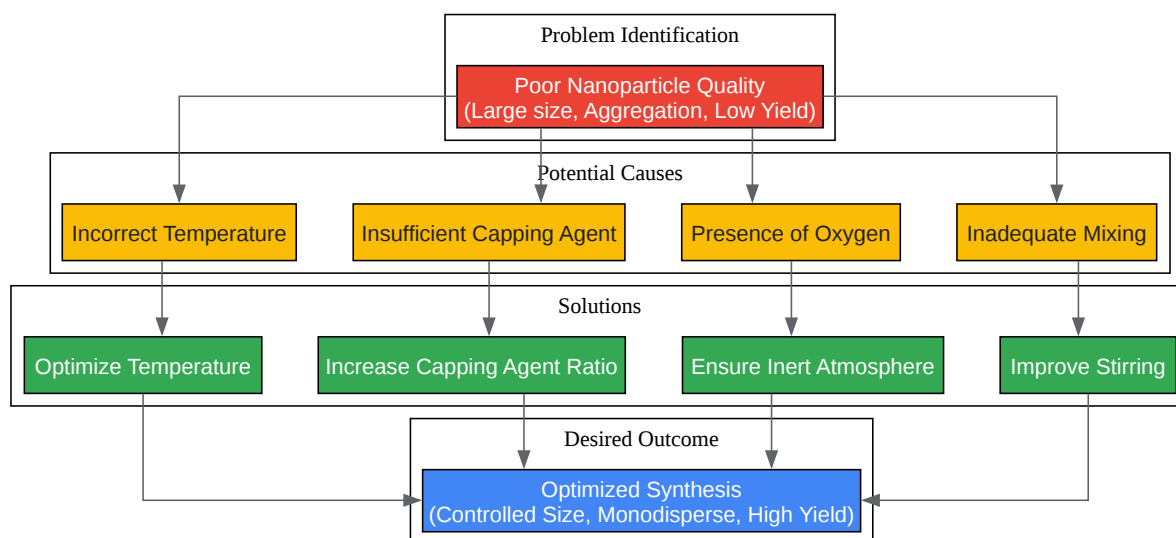 Problem Identification
Poor Nanoparticle Quality
(Large size, Aggregation, Low Yield)
Potential Causes
Incorrect Temperature
Insufficient Capping Agent
Presence of Oxygen
Inadequate Mixing
Solutions
Optimize Temperature
Increase Capping Agent Ratio
Ensure Inert Atmosphere
Improve Stirring
Desired Outcome
Optimized Synthesis
(Controlled Size, Monodisperse, High Yield)